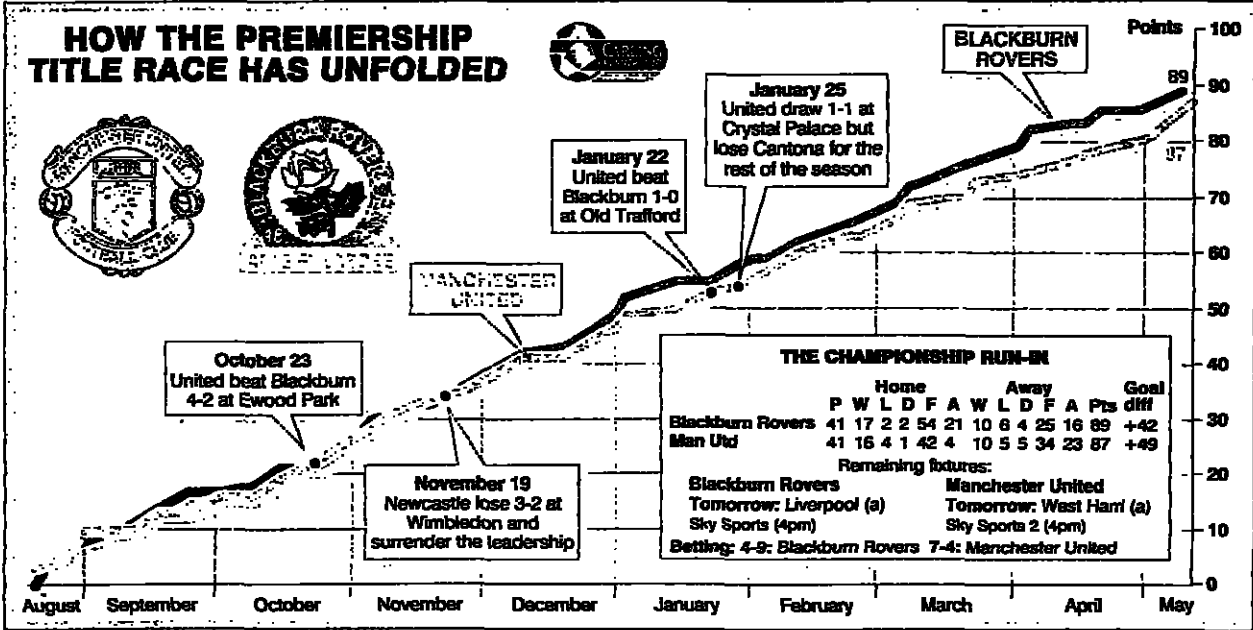 HOW THE PREMIERSHIP
TITLE RACE HAS UNFOLDED
MANCHESTER UNITED
FOOTBALL CLUB
BLACKBURN ROVERS
Points
100
90
80
70
60
50
40
30
20
10
0
BLACKBURN
ROVERS
89
87
January 25
United draw 1-1 at
Crystal Palace but
lose Cantona for the
rest of the season
January 22
United beat
Blackburn 1-0
at Old Trafford
MANCHESTER
UNITED
October 23
United beat Blackburn
4-2 at Ewood Park
November 19
Newcastle lose 3-2 at
Wimbledon and
surrender the leadership
THE CHAMPIONSHIP RUN-IN
Home Away Goal
P W L D F A W L D F A Pts diff
Blackburn Rovers 41 17 2 2 54 21 10 6 4 25 16 89 +42
Man Utd 41 16 4 1 42 4 10 5 5 34 23 87 +49
Remaining fixtures:
Blackburn Rovers Manchester United
Tomorrow: Liverpool (a) Tomorrow: West Ham (a)
Sky Sports (4pm) Sky Sports 2 (4pm)
Betting: 4-9: Blackburn Rovers 7-4: Manchester United
August September October November December January February March April May